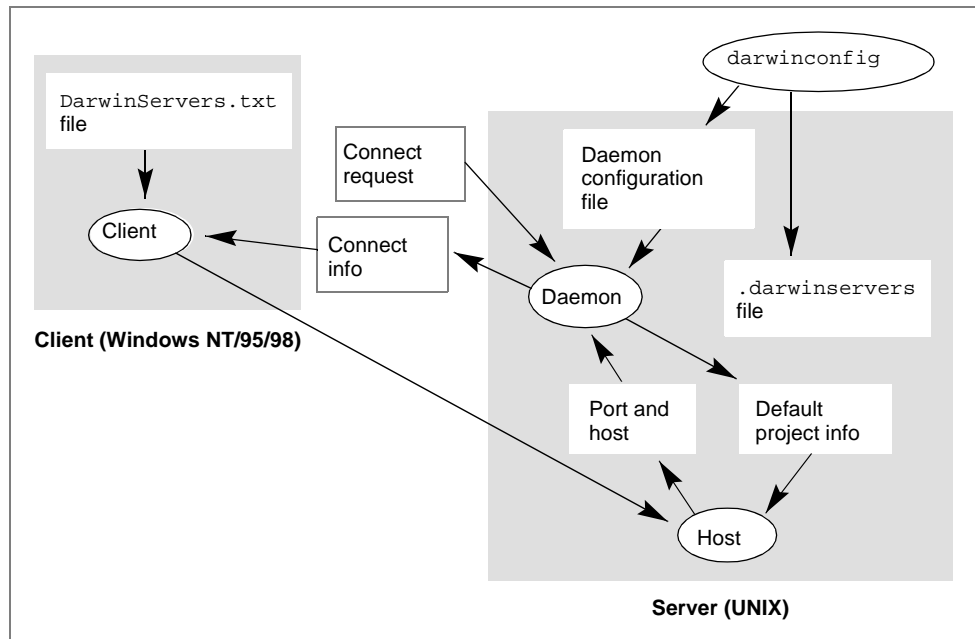 darwinconfig
DarwinServers.txt
file
Connect
request
Daemon
configuration
file
Client
Connect
info
Daemon
.darwinservers
file
Client (Windows NT/95/98)
Port and
host
Default
project info
Host
Server (UNIX)